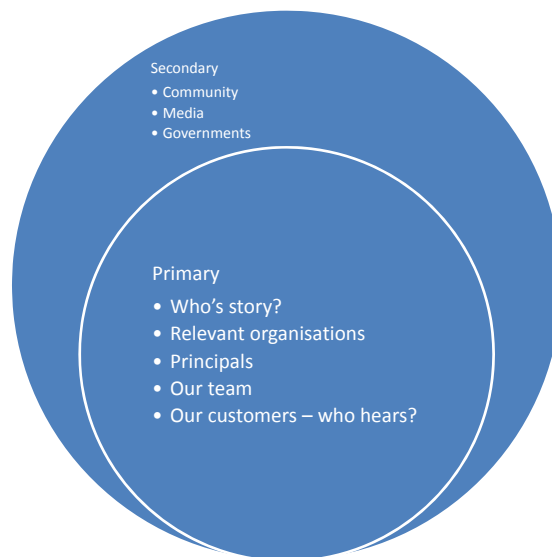 Secondary
• Community
• Media
• Governments
Primary
• Who's story?
• Relevant organisations
• Principals
• Our team
• Our customers – who hears?